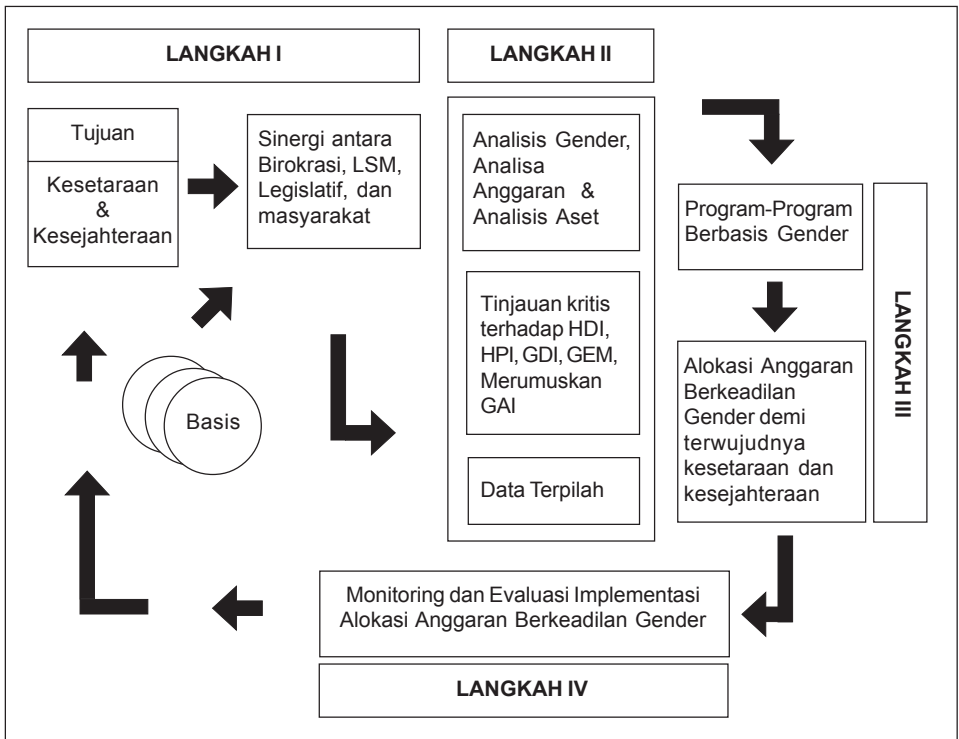 LANGKAH I
Tujuan
Kesetaraan
&
Kesejahteraan
Sinergi antara
Birokrasi, LSM,
Legislatif, dan
masyarakat
Basis
LANGKAH II
Analisis Gender,
Analisa
Anggaran &
Analisis Aset
Tinjauan kritis
terhadap HDI,
HPI, GDI, GEM,
Merumuskan
GAI
Data Terpilah
Program-Program
Berbasis Gender
Alokasi Anggaran
Berkeadilan
Gender demi
terwujudnya
kesetaraan dan
kesejahteraan
LANGKAH III
Monitoring dan Evaluasi Implementasi
Alokasi Anggaran Berkeadilan Gender
LANGKAH IV